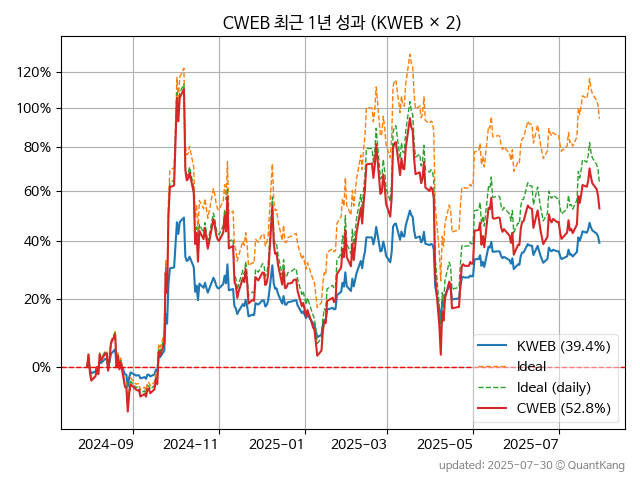 CWEB 최근 1년 성과 (KWEB × 2)
120%
100%
80%
60%
40%
20%
0%
KWEB (39.4%)
Ideal
Ideal (daily)
CWEB (52.8%)
2024-09 2024-11 2025-01 2025-03 2025-05 2025-07
updated: 2025-07-30 © QuantKang